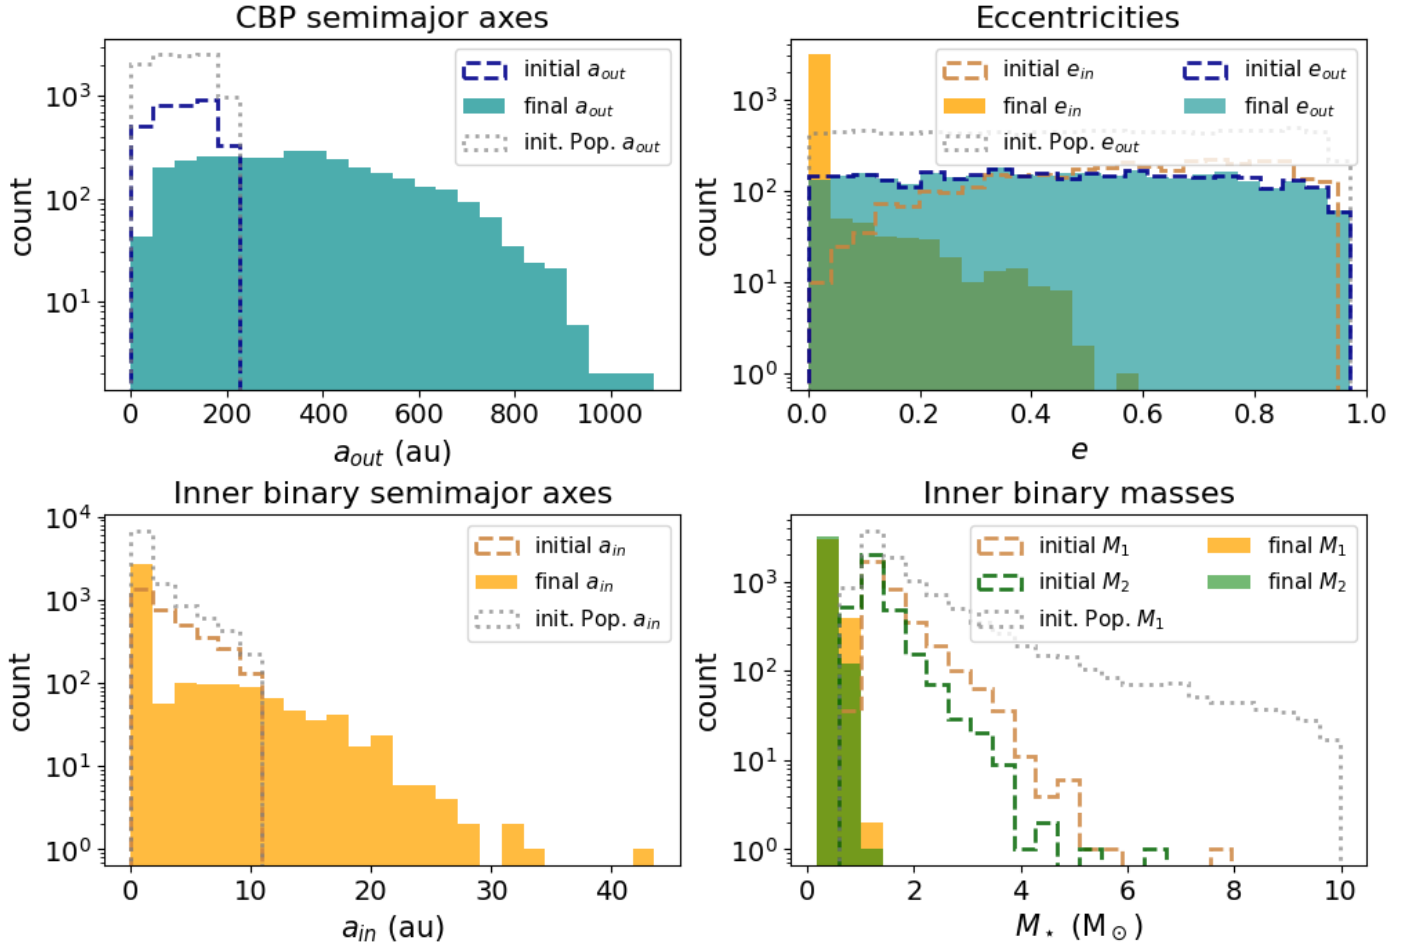 CBP semimajor axes
initial a_out
final a_out
init. Pop. a_out
10³
10²
10¹
count
0 200 400 600 800 1000
a_out (au)
Eccentricities
initial e_in
final e_in
init. Pop. e_out
initial e_out
final e_out
10³
10²
10¹
10⁰
count
0.0 0.2 0.4 0.6 0.8 1.0
e
Inner binary semimajor axes
initial a_in
final a_in
init. Pop. a_in
10⁴
10³
10²
10¹
10⁰
count
0 10 20 30 40
a_in (au)
Inner binary masses
initial M₁
initial M₂
init. Pop. M₁
final M₁
final M₂
10³
10²
10¹
10⁰
count
0 2 4 6 8 10
M⋆ (M⊙)